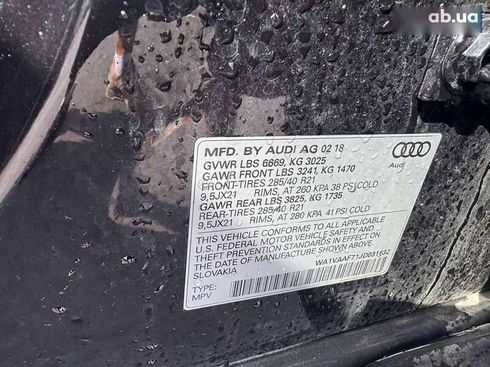 ab.ua
MFD. BY AUDI AG 02 18
GVWR LBS 6669, KG 3025
GAWR FRONT LBS 3241, KG 1470
FRONT-TIRES 285/40 R21
9,5JX21 RIMS, AT 260 KPA 38 PSI COLD
GAWR REAR LBS 3825, KG 1735
REAR-TIRES 285/40 R21
9,5JX21 RIMS, AT 280 KPA 41 PSI COLD
THIS VEHICLE CONFORMS TO ALL APPLICABLE
U.S. FEDERAL MOTOR VEHICLE SAFETY AND
THEFT PREVENTION STANDARDS IN EFFECT ON
THE DATE OF MANUFACTURE SHOWN ABOVE
SLOVAKIA
Audi
WA1VAAF71JD031632
TYPE:
MPV